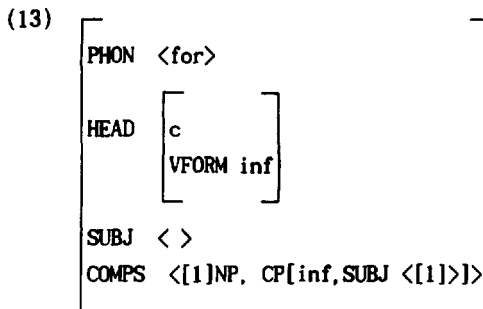 (13)
PHON <for>
HEAD c
VFORM inf
SUBJ < >
COMPS <[1]NP, CP[inf,SUBJ <[1]>]>